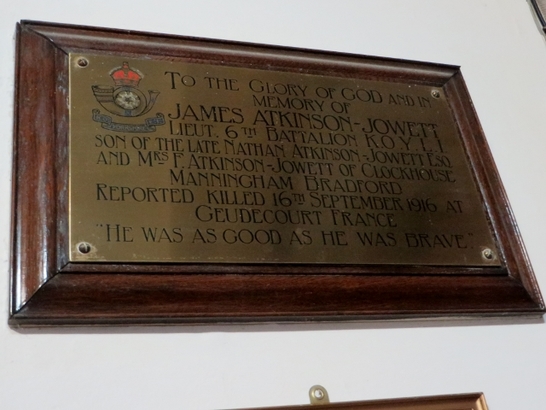 TO THE GLORY OF GOD AND IN
MEMORY OF
JAMES ATKINSON-JOWETT
LIEUT. 6TH BATTALION K.O.Y.L.I.
SON OF THE LATE NATHAN ATKINSON-JOWETT ESQ.
AND MRS F. ATKINSON-JOWETT OF CLOCKHOUSE
MANNINGHAM BRADFORD
REPORTED KILLED 16TH SEPTEMBER 1916 AT
GEUDECOURT FRANCE
"HE WAS AS GOOD AS HE WAS BRAVE"